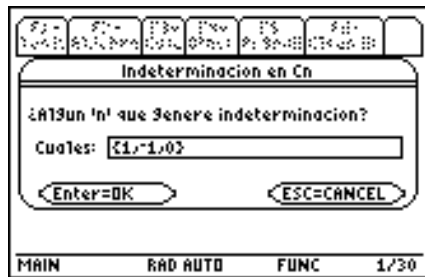 Indeterminacion en Cn
¿Algun 'n' que genere indeterminacion?
Cuales: {1,-1,0}
Enter=OK ESC=CANCEL
MAIN RAD AUTO FUNC 1/30